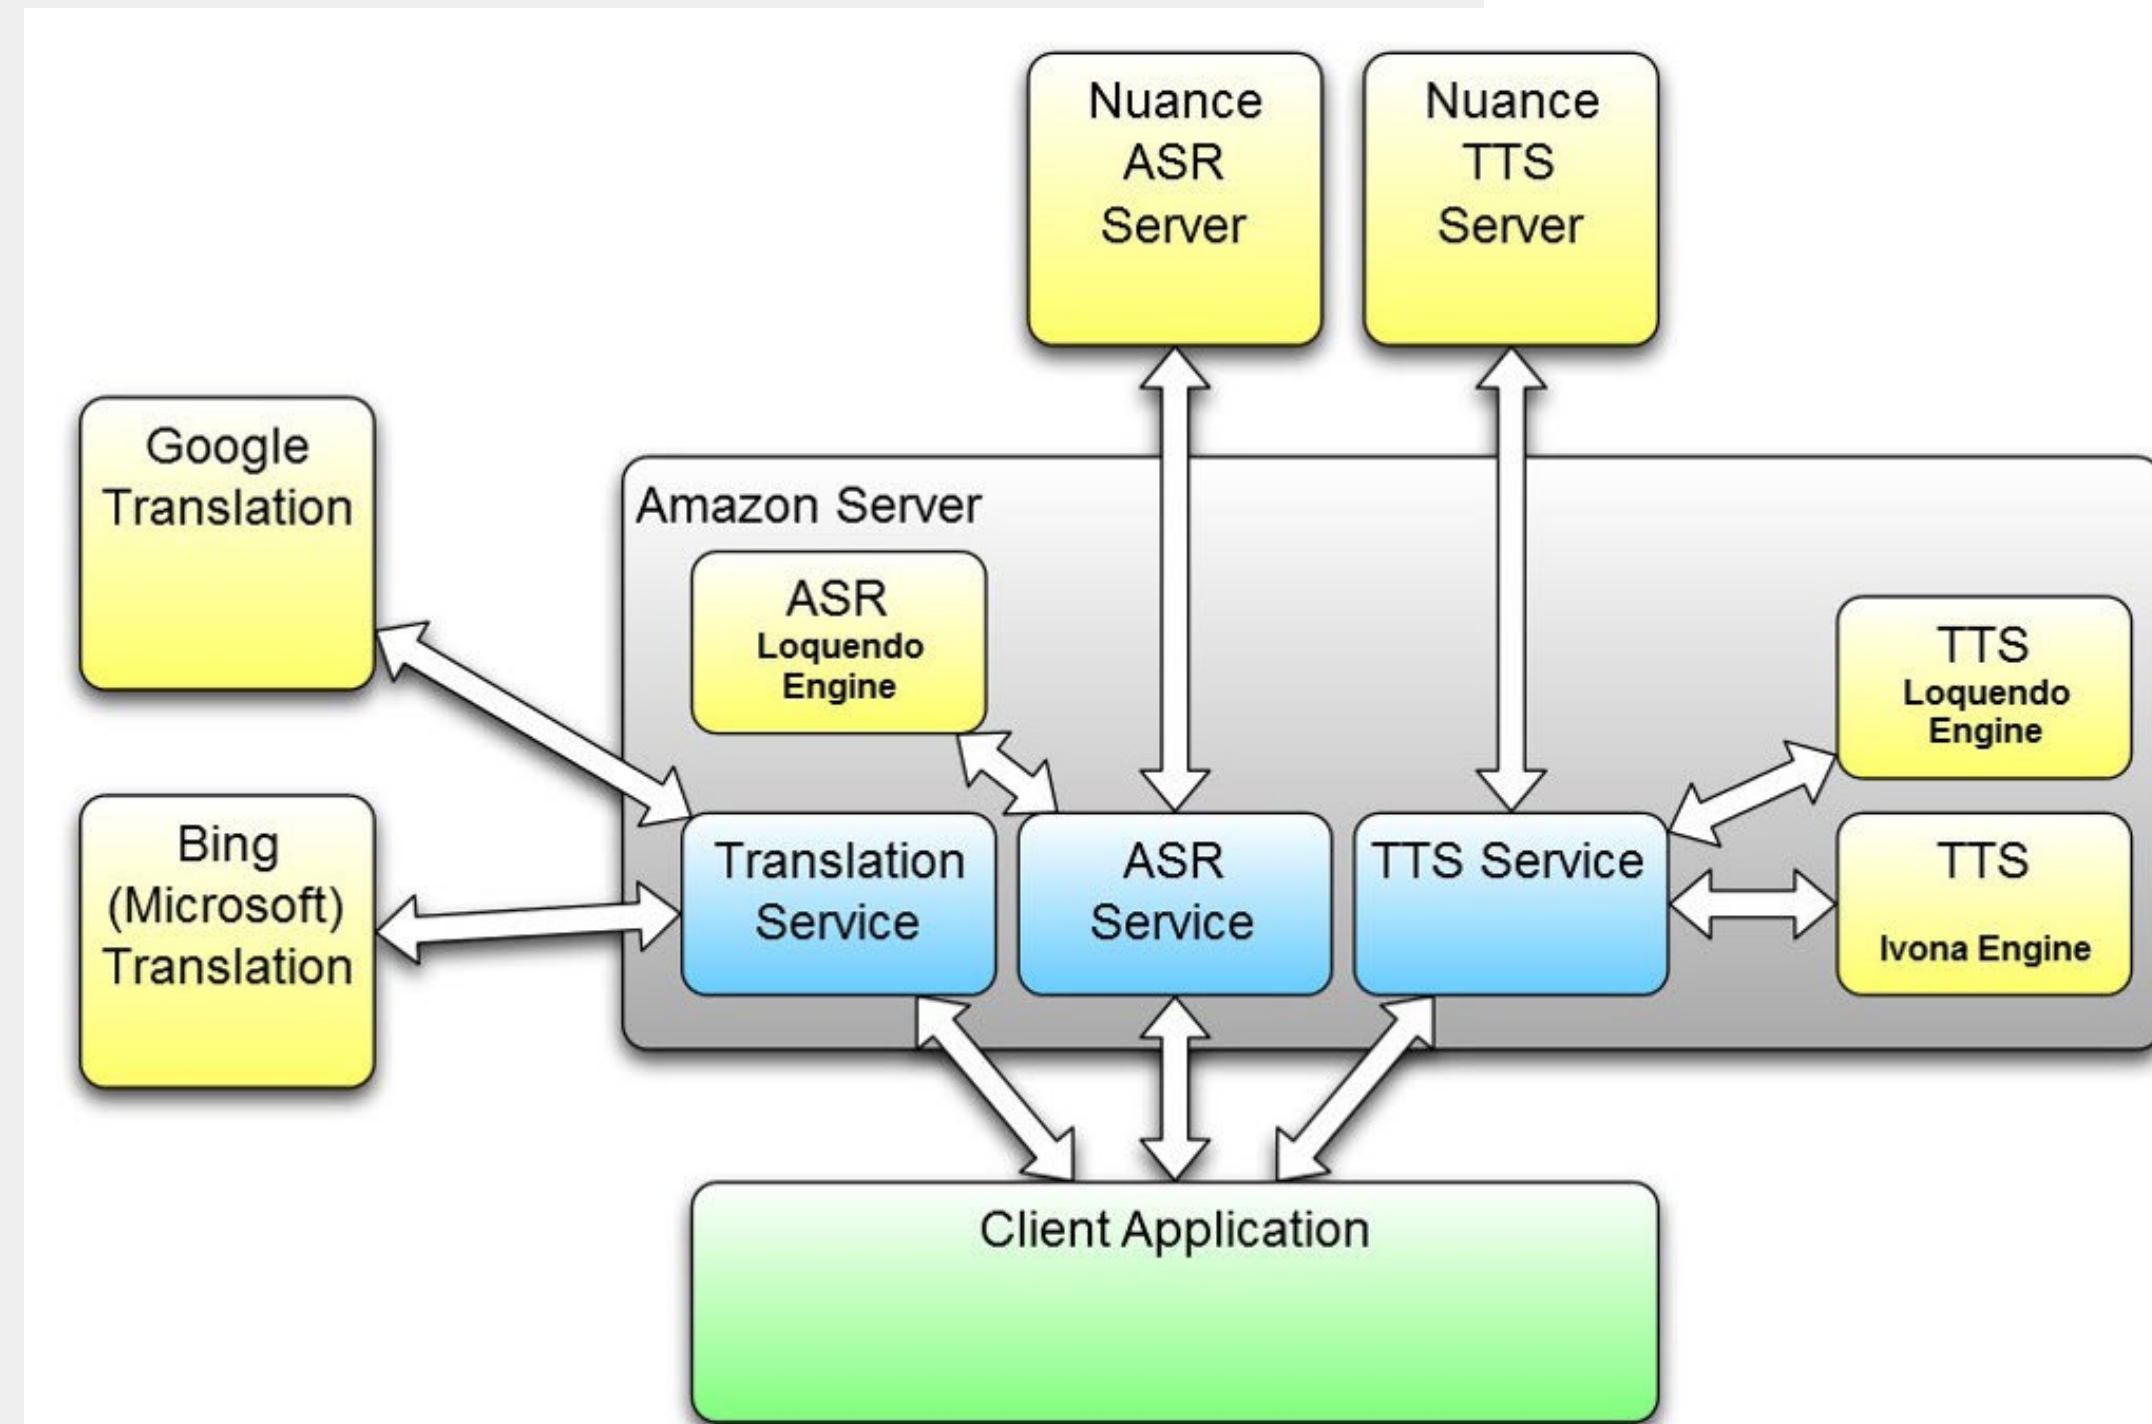 Nuance
ASR
Server
Nuance
TTS
Server
Google
Translation
Amazon Server
ASR
Loquendo
Engine
TTS
Loquendo
Engine
Bing
(Microsoft)
Translation
Translation
Service
ASR
Service
TTS Service
TTS
Ivona Engine
Client Application